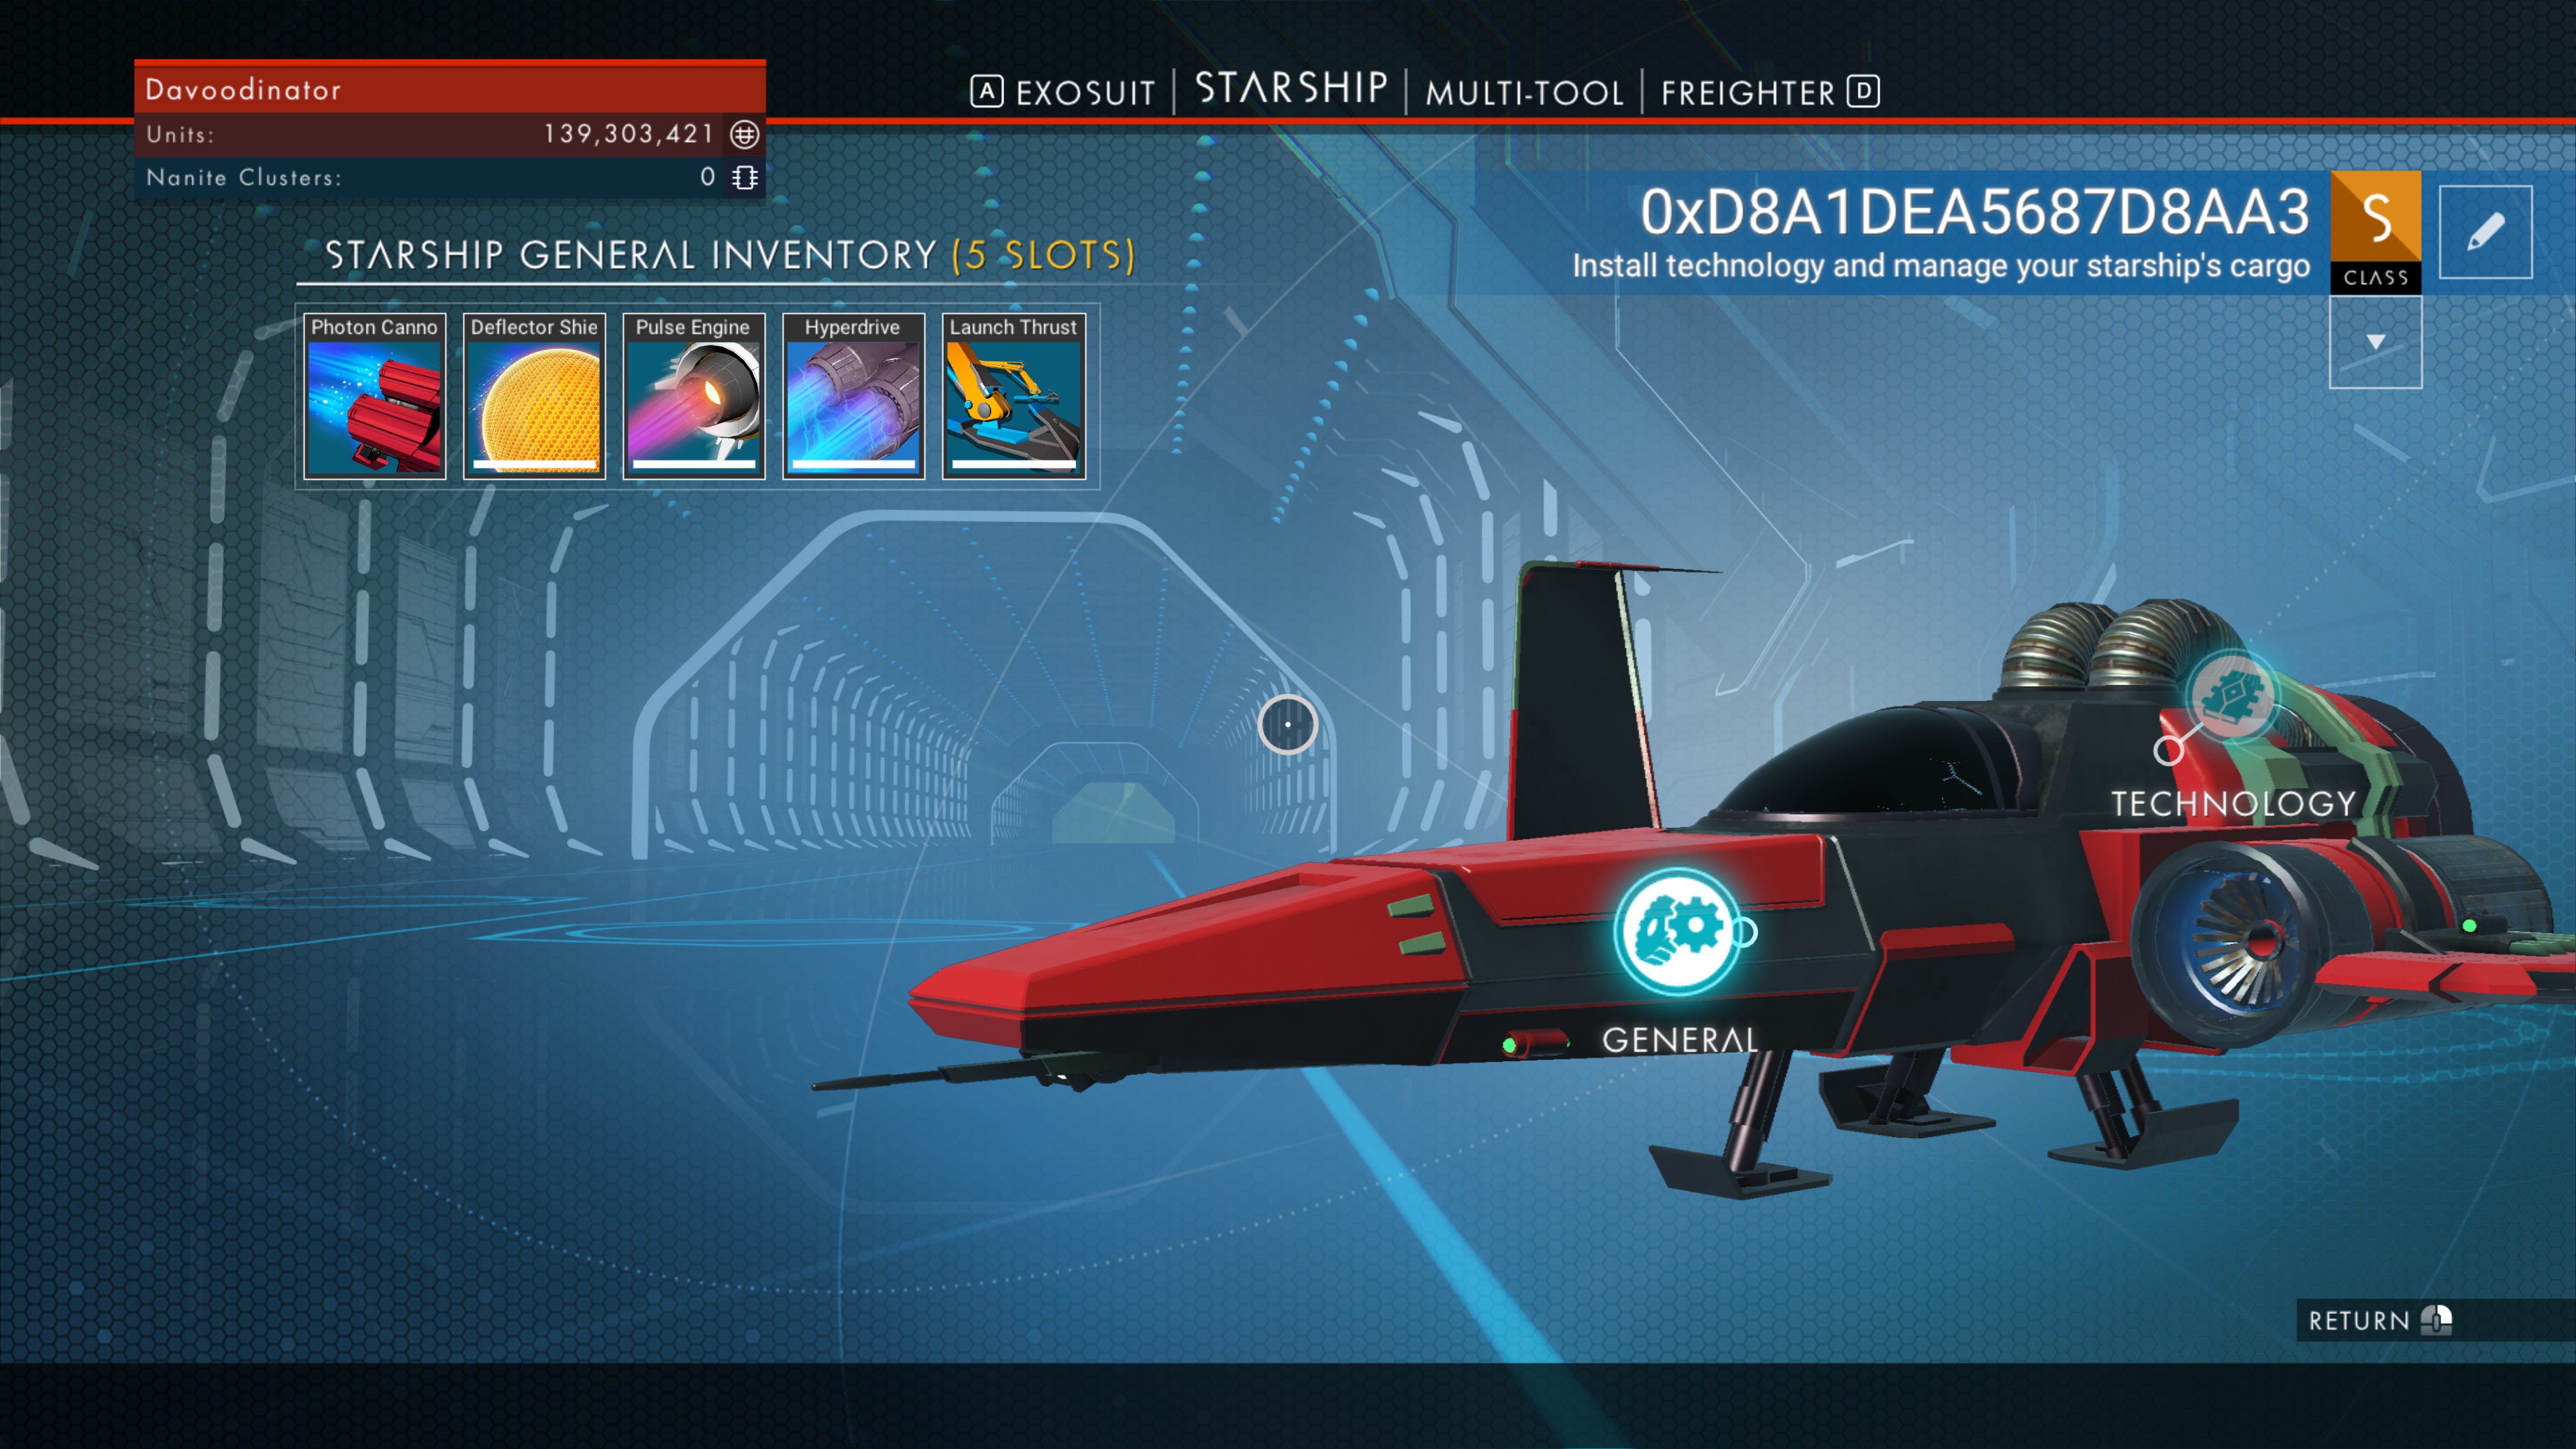 Davoodinator
Units: 139,303,421
Nanite Clusters: 0
A EXOSUIT STARSHIP MULTI-TOOL FREIGHTER D
0xD8A1DEA5687D8AA3
Install technology and manage your starship's cargo
S
CLASS
STARSHIP GENERAL INVENTORY (5 SLOTS)
Photon Canno Deflector Shie Pulse Engine Hyperdrive Launch Thrust
TECHNOLOGY
GENERAL
RETURN